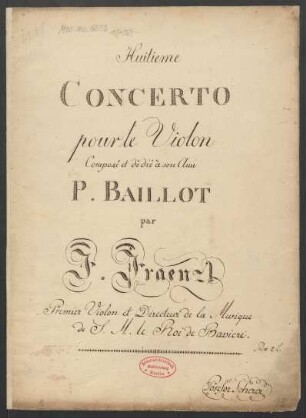 Huitieme
CONCERTO
pour le Violon
Composé et dédié à son Ami
P. BAILLOT
par
F. Fraenzl
Premier Violon et Directeur de la Musique
de S. M. le Roi de Baviere.